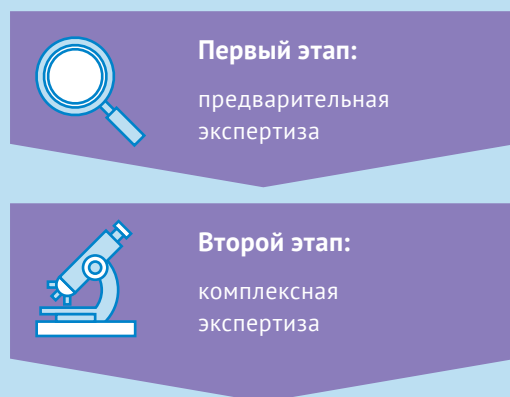 Первый этап:
предварительная
экспертиза
Второй этап:
комплексная
экспертиза